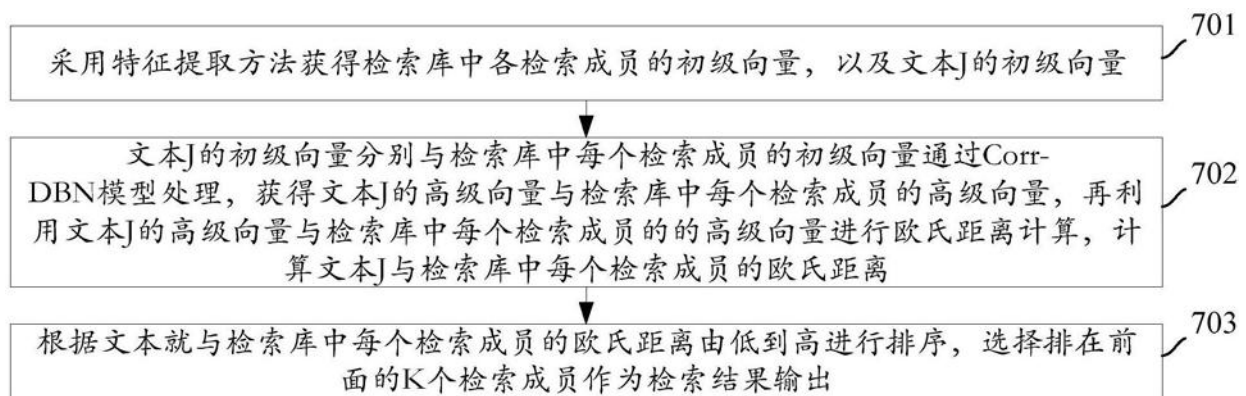 701
采用特征提取方法获得检索库中各检索成员的初级向量，以及文本J的初级向量
702
文本J的初级向量分别与检索库中每个检索成员的初级向量通过Corr-
DBN模型处理，获得文本J的高级向量与检索库中每个检索成员的高级向量，再利
用文本J的高级向量与检索库中每个检索成员的的高级向量进行欧氏距离计算，计
算文本J与检索库中每个检索成员的欧氏距离
703
根据文本就与检索库中每个检索成员的欧氏距离由低到高进行排序，选择排在前
面的K个检索成员作为检索结果输出